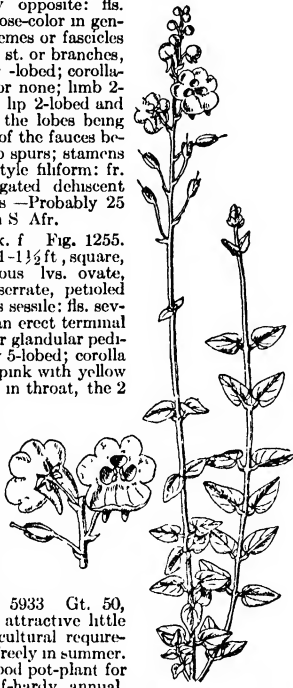 opposite: fls.
ose-color in gen-
emes or fascicles
st. or branches,
-lobed; corolla-
or none; limb 2-
lip 2-lobed and
the lobes being
of the fauces be-
o spurs; stamens
tyle filiform: fr.
gated dehiscent
s —Probably 25
S Afr.
k. f Fig. 1255.
1-1½ ft, square,
ous lvs. ovate,
serrate, petioled
s sessile: fls. sev-
an erect terminal
r glandular pedi-
5-lobed; corolla
pink with yellow
in throat, the 2
5933 Gt. 50,
attractive little
cultural require-
reely in summer.
ood pot-plant for
f-hardy annual.